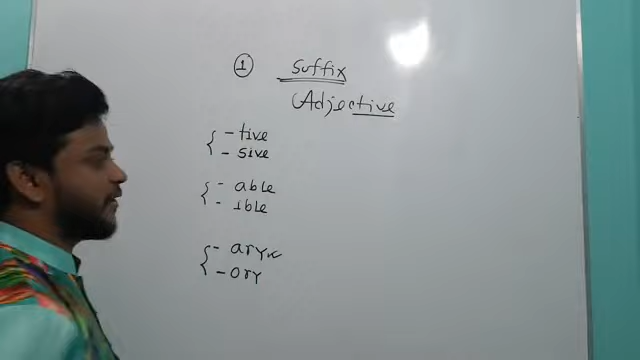 ① Suffix
Adjective
- tive
- sive
- able
- ible
- ary
- ory